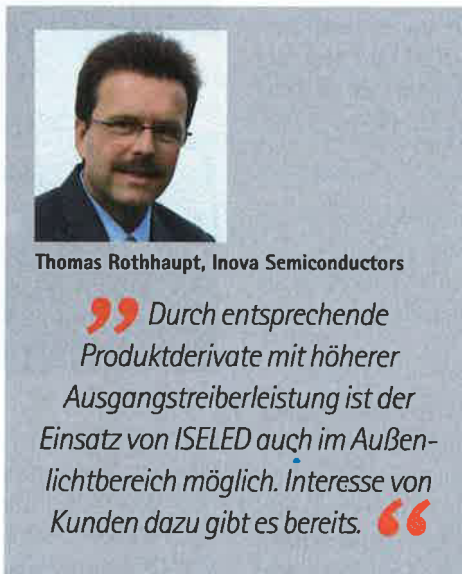 Thomas Rothhaupt, Inova Semiconductors
„ Durch entsprechende
Produktderivate mit höherer
Ausgangstreiberleistung ist der
Einsatz von ISELED auch im Außen-
lichtbereich möglich. Interesse von
Kunden dazu gibt es bereits. “